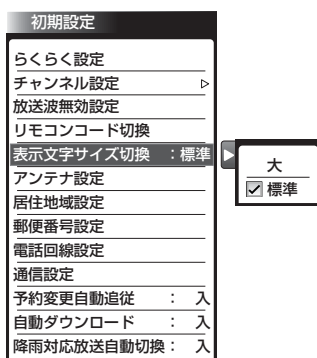 初期設定
らくらく設定
チャンネル設定
放送波無効設定
リモコンコード切換
表示文字サイズ切換 : 標準
大
標準
アンテナ設定
居住地域設定
郵便番号設定
電話回線設定
通信設定
予約変更自動追従 : 入
自動ダウンロード : 入
降雨対応放送自動切換: 入